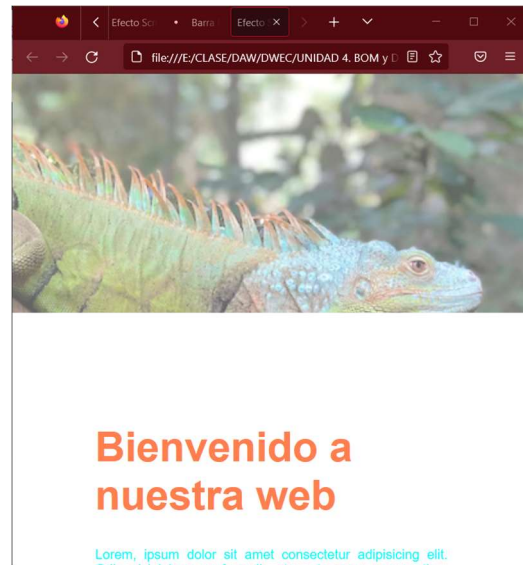 Efecto Scr • Barra Efecto
file:///E:/CLASE/DAW/DWEC/UNIDAD 4. BOM y D
Bienvenido a
nuestra web
Lorem, ipsum dolor sit amet consectetur adipisicing elit.